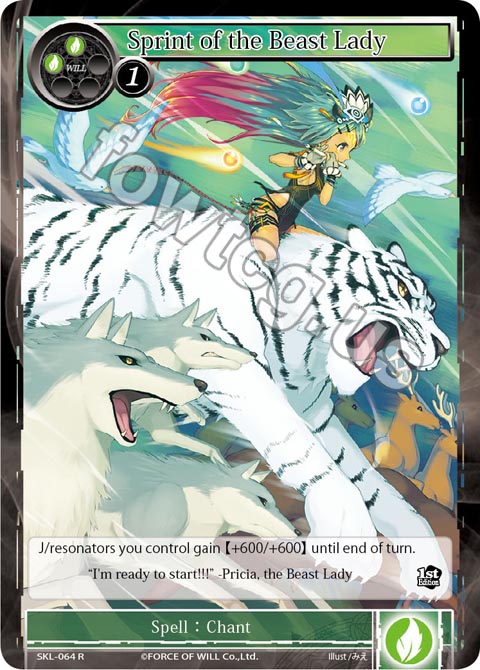 Sprint of the Beast Lady
WILL
1
fowtcg.us
J/resonators you control gain 【+600/+600】 until end of turn.
"I'm ready to start!!!" -Pricia, the Beast Lady
1st
Edition
Spell : Chant
SKL-064 R ©FORCE OF WILL Co.,Ltd. Illust/みえ